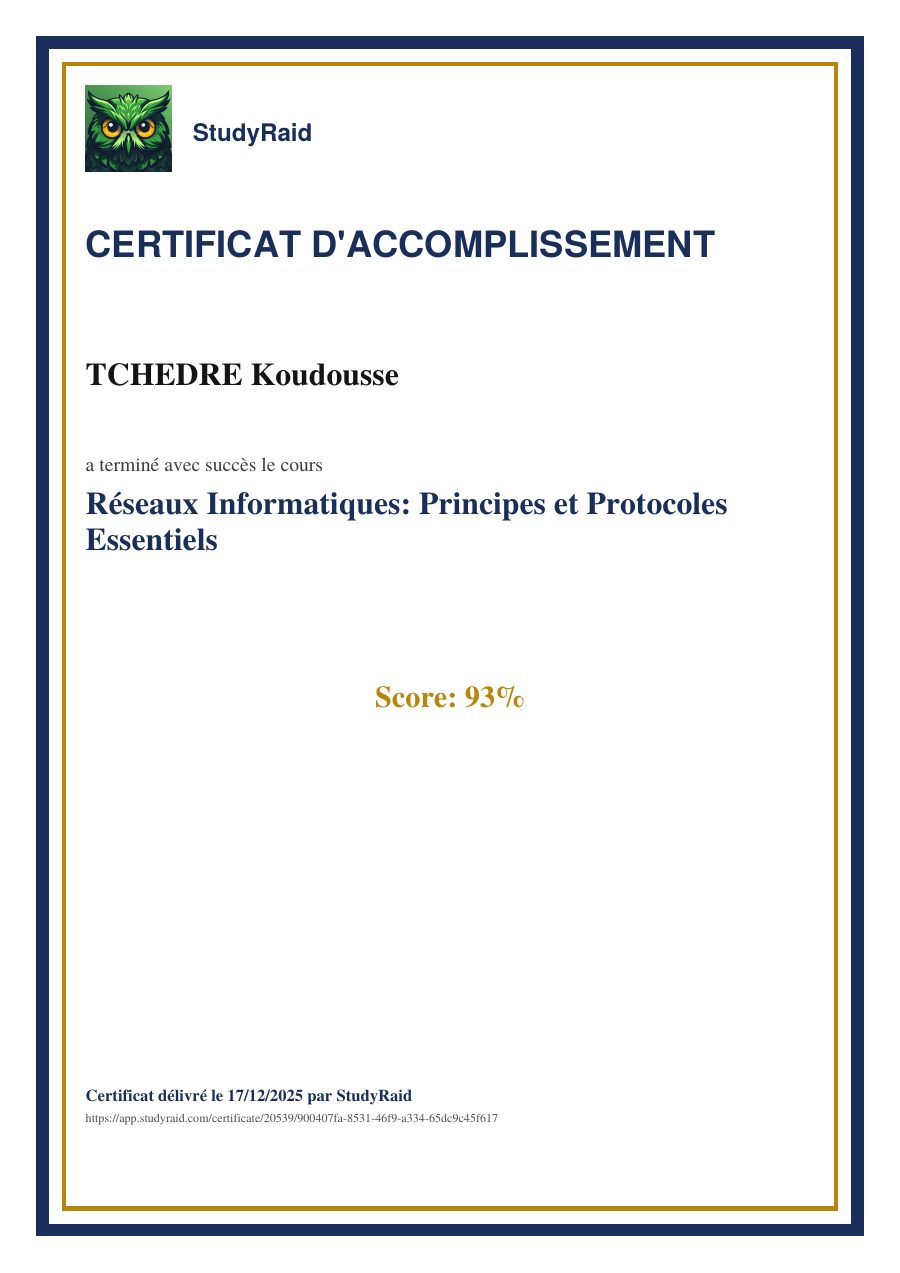 StudyRaid
CERTIFICAT D'ACCOMPLISSEMENT
TCHEDRE Koudousse
a terminé avec succès le cours
Réseaux Informatiques: Principes et Protocoles
Essentiels
Score: 93%
Certificat délivré le 17/12/2025 par StudyRaid
https://app.studyraid.com/certificate/20539/900407fa-8531-46f9-a334-65dc9c45f617